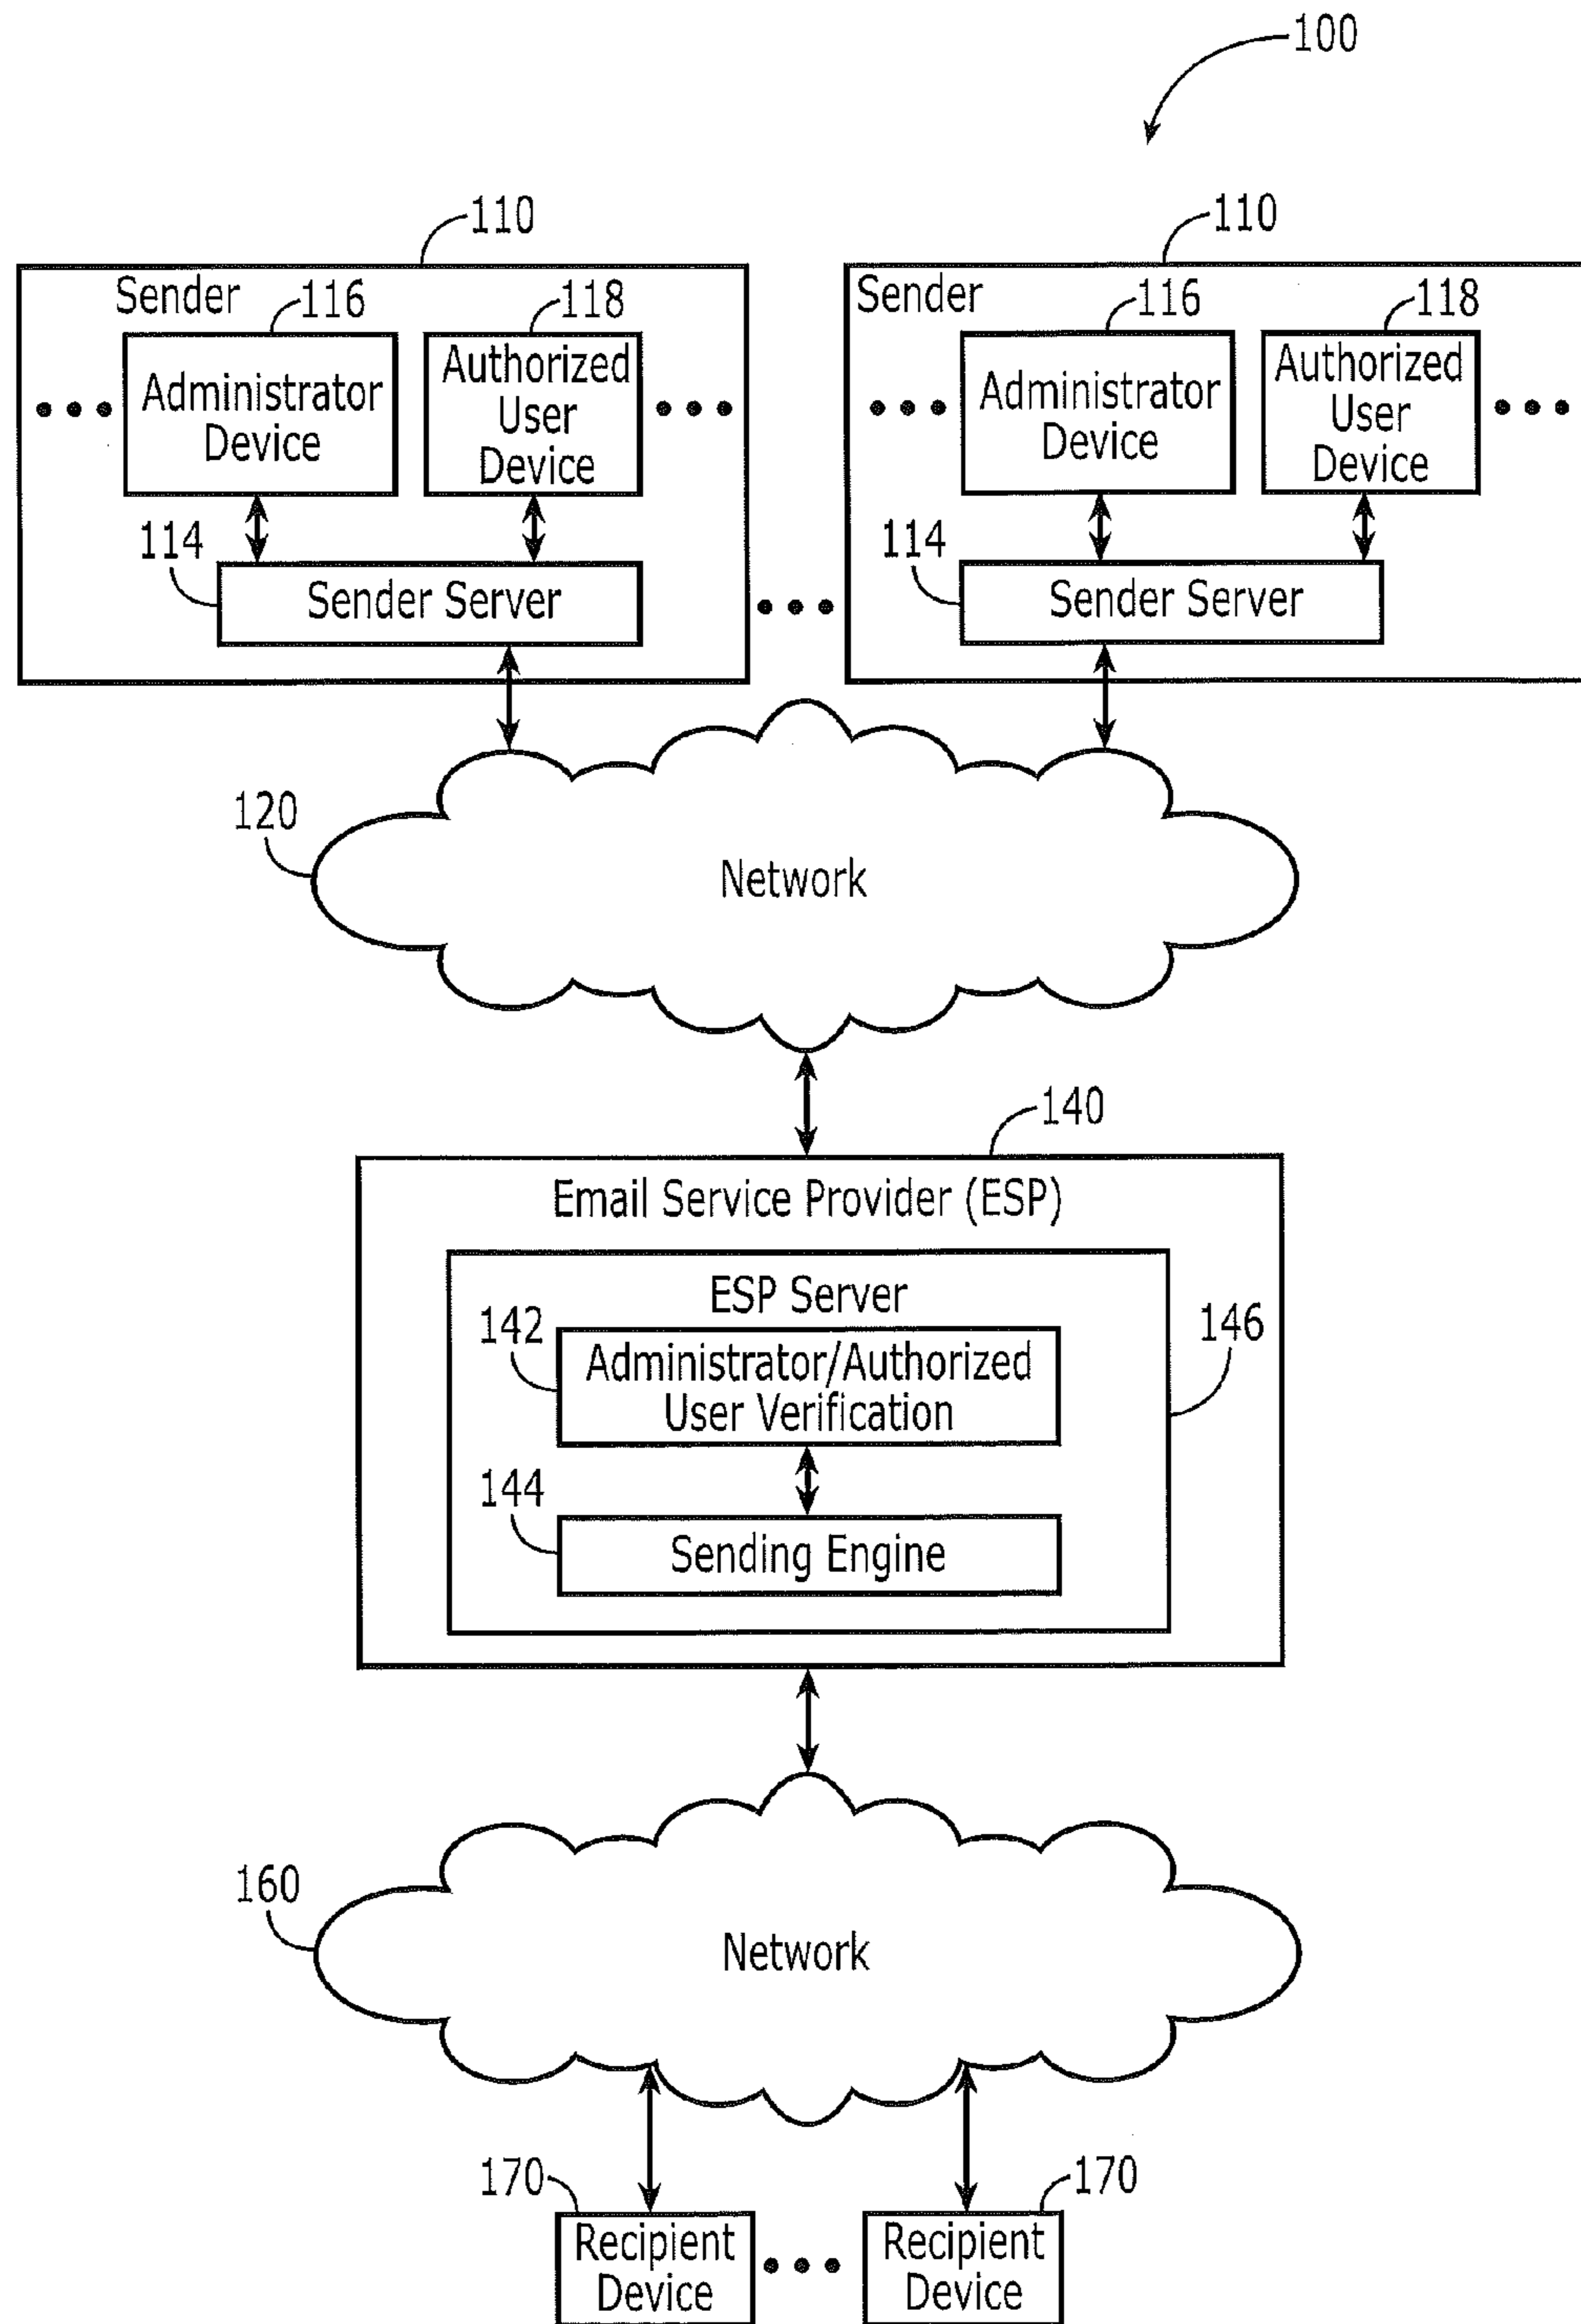 100
110
110
Sender
116
118
Sender
116
118
Administrator
Device
Authorized
User
Device
Administrator
Device
Authorized
User
Device
114
Sender Server
114
Sender Server
120
Network
140
Email Service Provider (ESP)
ESP Server
142
146
Administrator/Authorized
User Verification
144
Sending Engine
160
Network
170
170
Recipient
Device
Recipient
Device